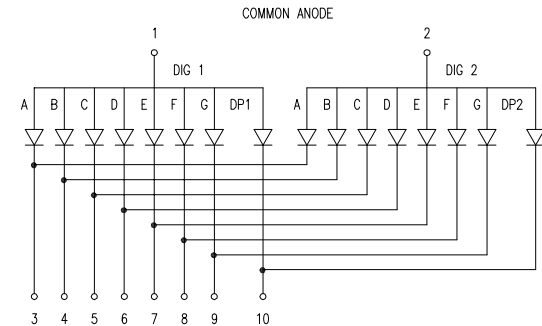 COMMON ANODE
1 2
DIG 1 DIG 2
A B C D E F G DP1 A B C D E F G DP2
3 4 5 6 7 8 9 10